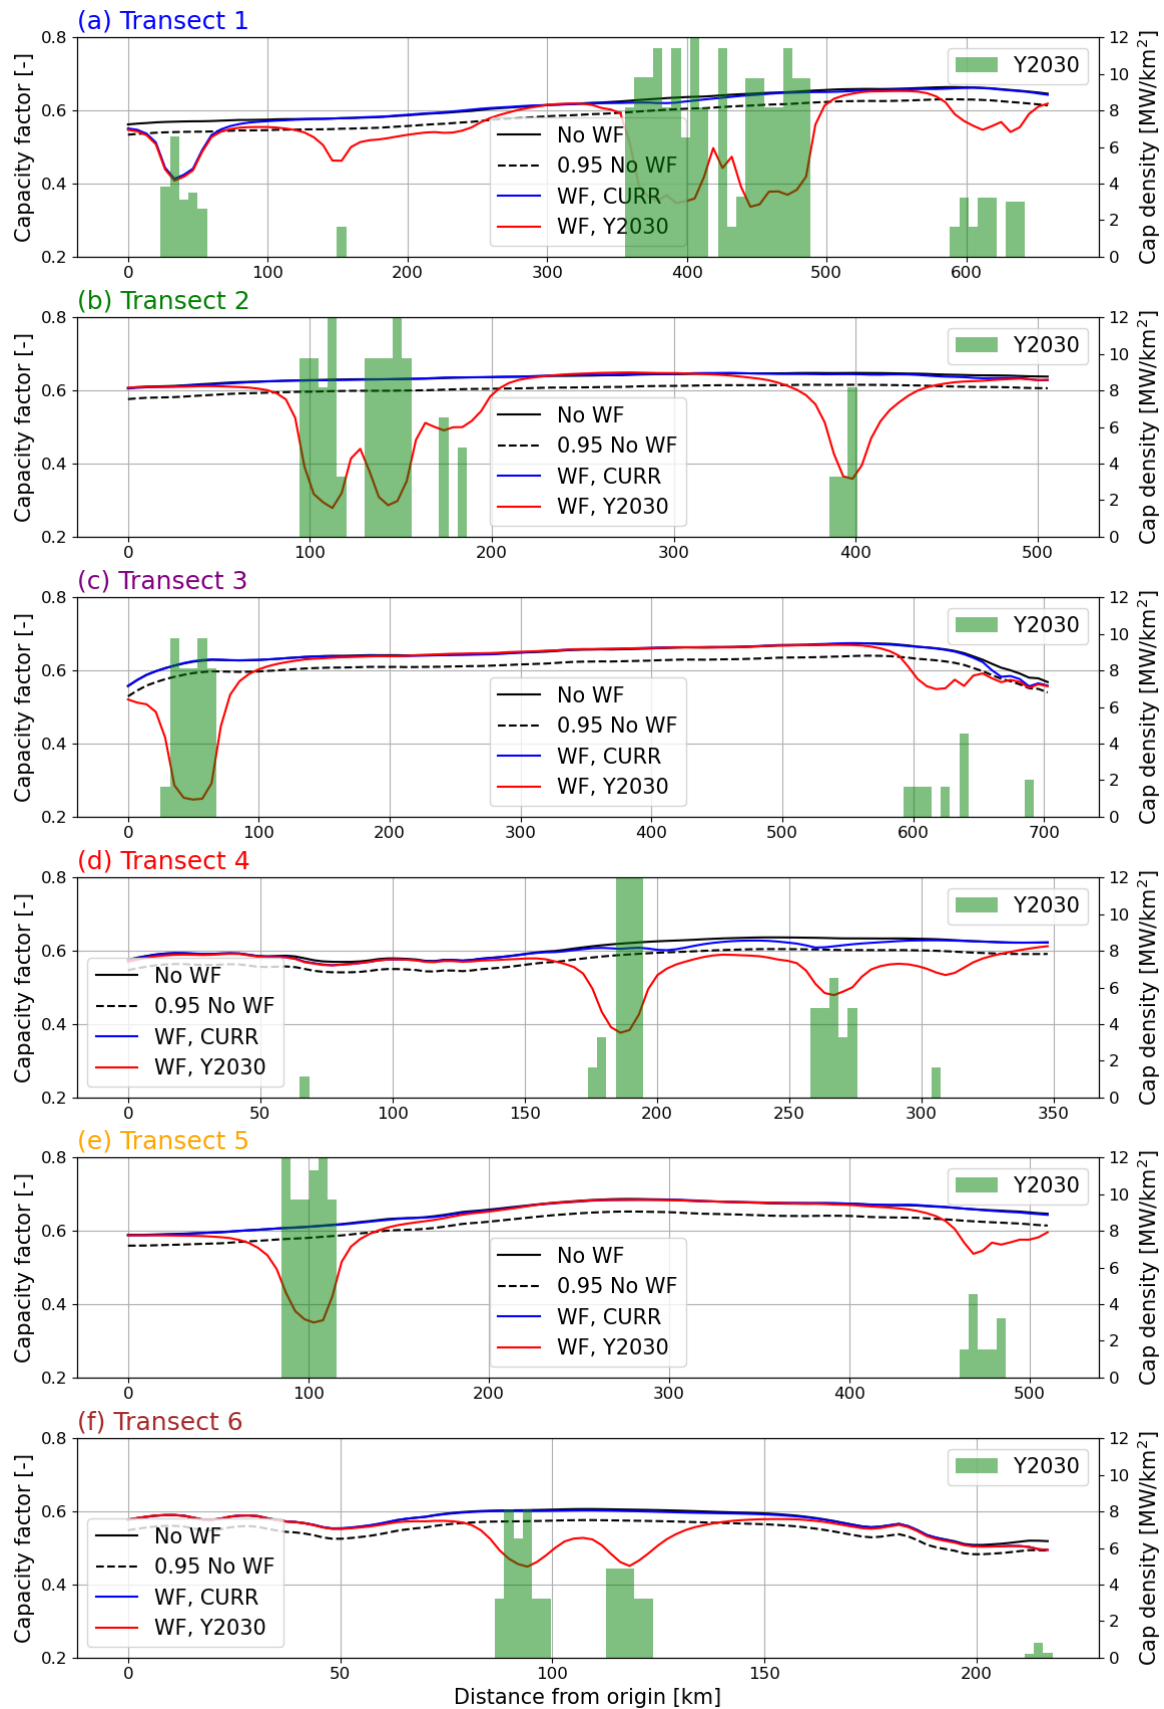 (a) Transect 1
Capacity factor [-]
0.8
0.6
0.4
0.2
0 100 200 300 400 500 600
12
10
8
6
4
2
0
Cap density [MW/km²]
Y2030
No WF
0.95 No WF
WF, CURR
WF, Y2030
(b) Transect 2
Capacity factor [-]
0.8
0.6
0.4
0.2
0 100 200 300 400 500
12
10
8
6
4
2
0
Cap density [MW/km²]
Y2030
No WF
0.95 No WF
WF, CURR
WF, Y2030
(c) Transect 3
Capacity factor [-]
0.8
0.6
0.4
0.2
0 100 200 300 400 500 600 700
12
10
8
6
4
2
0
Cap density [MW/km²]
Y2030
No WF
0.95 No WF
WF, CURR
WF, Y2030
(d) Transect 4
Capacity factor [-]
0.8
0.6
0.4
0.2
0 50 100 150 200 250 300 350
12
10
8
6
4
2
0
Cap density [MW/km²]
Y2030
No WF
0.95 No WF
WF, CURR
WF, Y2030
(e) Transect 5
Capacity factor [-]
0.8
0.6
0.4
0.2
0 100 200 300 400 500
12
10
8
6
4
2
0
Cap density [MW/km²]
Y2030
No WF
0.95 No WF
WF, CURR
WF, Y2030
(f) Transect 6
Capacity factor [-]
0.8
0.6
0.4
0.2
0 50 100 150 200
12
10
8
6
4
2
0
Cap density [MW/km²]
Y2030
No WF
0.95 No WF
WF, CURR
WF, Y2030
Distance from origin [km]